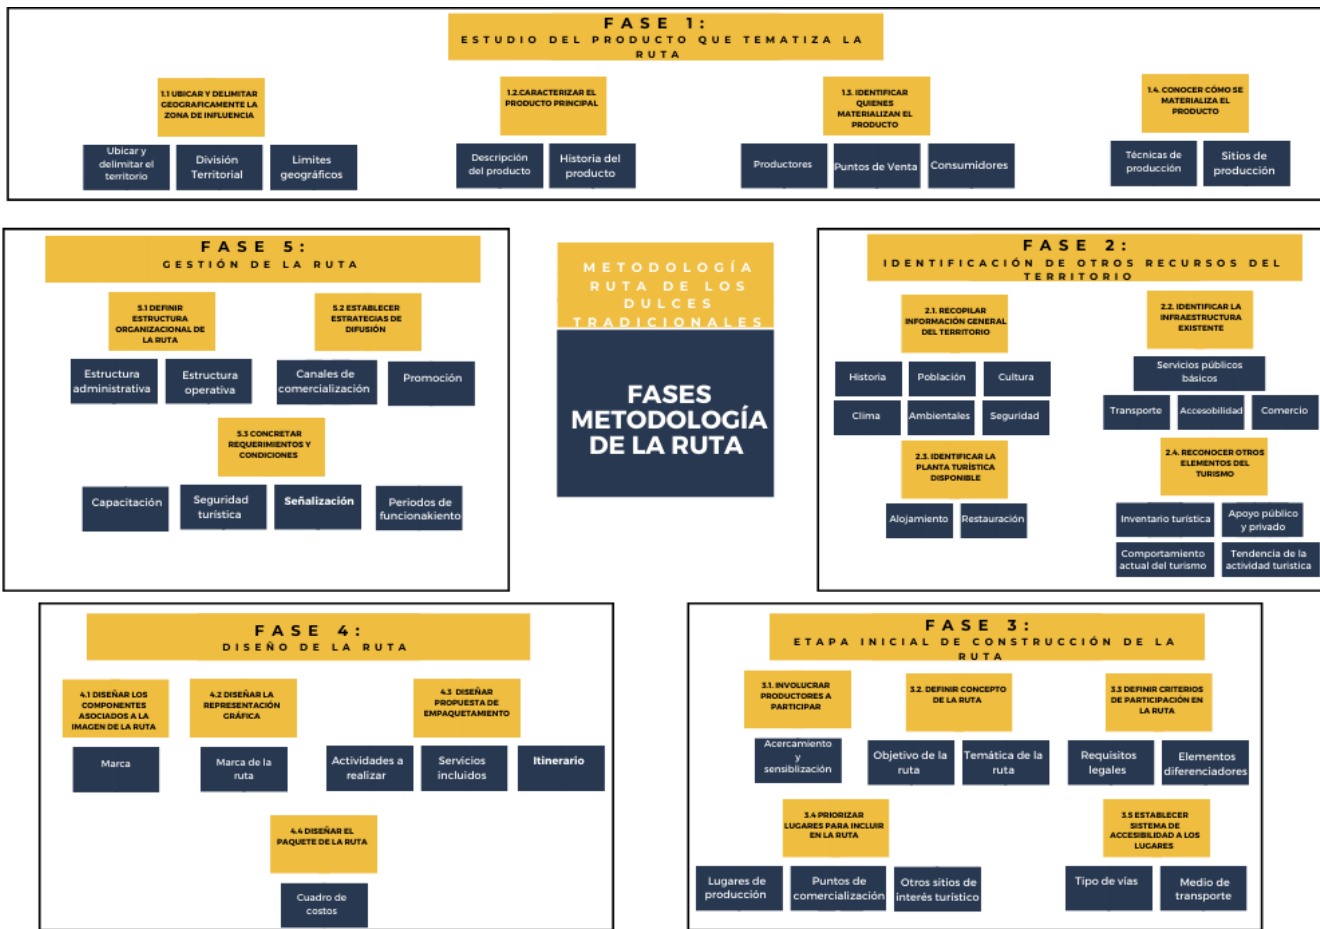 FASE 1:
ESTUDIO DEL PRODUCTO QUE TEMATIZA LA
RUTA
1.1 UBICAR Y DELIMITAR
GEOGRAFICAMENTE LA
ZONA DE INFLUENCIA
Ubicar y
delimitar el
territorio
División
Territorial
Limites
geográficos
1.2.CARACTERIZAR EL
PRODUCTO PRINCIPAL
Descripción
del producto
Historia del
producto
1.3. IDENTIFICAR
QUIENES
MATERIALIZAN EL
PRODUCTO
Productores
Puntos de Venta
Consumidores
1.4. CONOCER CÓMO SE
MATERIALIZA EL
PRODUCTO
Técnicas de
producción
Sitios de
producción
FASE 5:
GESTIÓN DE LA RUTA
5.1 DEFINIR
ESTRUCTURA
ORGANIZACIONAL DE
LA RUTA
Estructura
administrativa
Estructura
operativa
5.2 ESTABLECER
ESTRATEGIAS DE
DIFUSIÓN
Canales de
comercialización
Promoción
5.3 CONCRETAR
REQUERIMIENTOS Y
CONDICIONES
Capacitación
Seguridad
turística
Señalización
Periodos de
funcionakiento
METODOLOGÍA
RUTA DE LOS
DULCES
TRADICIONALES
FASES
METODOLOGÍA
DE LA RUTA
FASE 2:
IDENTIFICACIÓN DE OTROS RECURSOS DEL
TERRITORIO
2.1. RECOPILAR
INFORMACIÓN GENERAL
DEL TERRITORIO
Historia
Población
Cultura
Clima
Ambientales
Seguridad
2.2. IDENTIFICAR LA
INFRAESTRUCTURA
EXISTENTE
Servicios públicos
básicos
Transporte
Accesobilidad
Comercio
2.3. IDENTIFICAR LA
PLANTA TURÍSTICA
DISPONIBLE
Alojamiento
Restauración
2.4. RECONOCER OTROS
ELEMENTOS DEL
TURISMO
Inventario turística
Apoyo público
y privado
Comportamiento
actual del turismo
Tendencia de la
actividad turistica
FASE 4:
DISEÑO DE LA RUTA
4.1 DISEÑAR LOS
COMPONENTES
ASOCIADOS A LA
IMAGEN DE LA RUTA
Marca
4.2 DISEÑAR LA
REPRESENTACIÓN
GRÁFICA
Marca de la
ruta
4.3 DISEÑAR
PROPUESTA DE
EMPAQUETAMIENTO
Actividades a
realizar
Servicios
incluidos
Itinerario
4.4 DISEÑAR EL
PAQUETE DE LA RUTA
Cuadro de
costos
FASE 3:
ETAPA INICIAL DE CONSTRUCCIÓN DE LA
RUTA
3.1. INVOLUCRAR
PRODUCTORES A
PARTICIPAR
Acercamiento
y
sensiblización
3.2. DEFINIR CONCEPTO
DE LA RUTA
Objetivo de la
ruta
Temática de la
ruta
3.3 DEFINIR CRITERIOS
DE PARTICIPACIÓN EN
LA RUTA
Requisitos
legales
Elementos
diferenciadores
3.4 PRIORIZAR
LUGARES PARA INCLUIR
EN LA RUTA
Lugares de
producción
Puntos de
comercialización
Otros sitios de
interés turístico
3.5 ESTABLECER
SISTEMA DE
ACCESIBILIDAD A LOS
LUGARES
Tipo de vías
Medio de
transporte